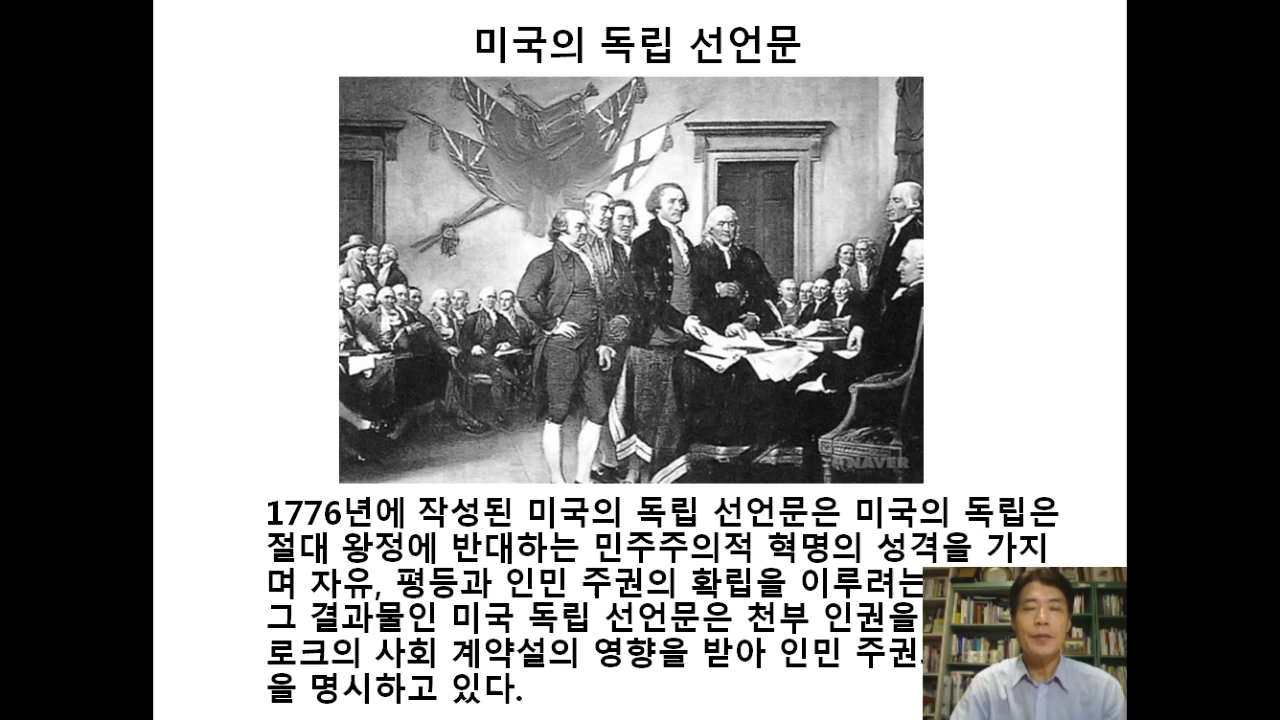 미국의 독립 선언문
NAVER
1776년에 작성된 미국의 독립 선언문은 미국의 독립은
절대 왕정에 반대하는 민주주의적 혁명의 성격을 가지
며 자유, 평등과 인민 주권의 확립을 이루려는
그 결과물인 미국 독립 선언문은 천부 인권을
로크의 사회 계약설의 영향을 받아 인민 주권
을 명시하고 있다.